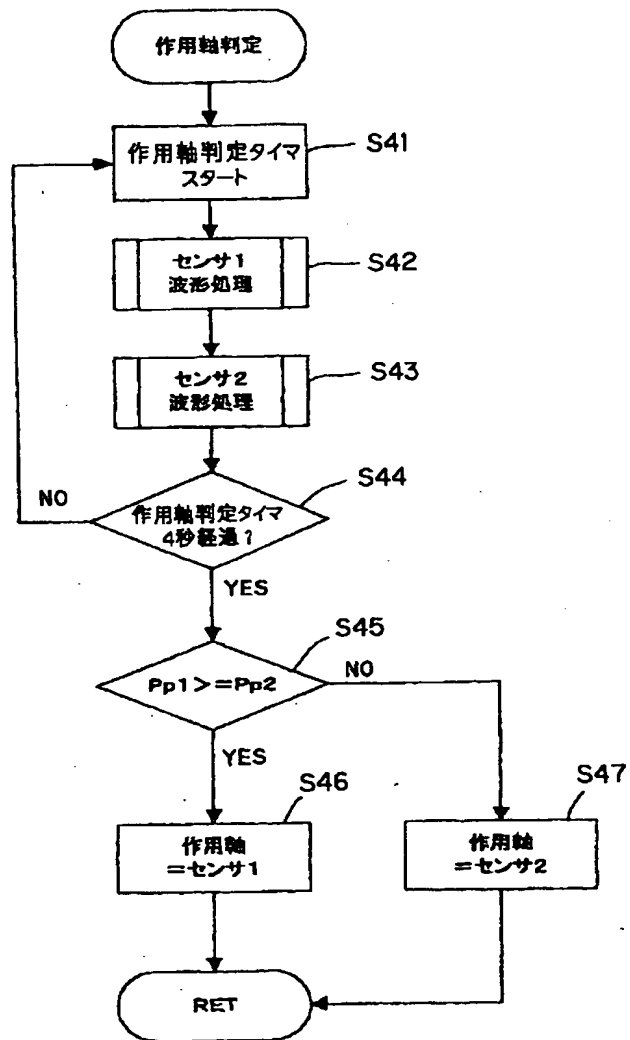 作用軸判定
作用軸判定タイマ
スタート
S41
センサ1
波形処理
S42
センサ2
波形処理
S43
作用軸判定タイマ
4秒経過?
S44
NO
YES
Pp1>=Pp2
S45
NO
YES
作用軸
=センサ1
S46
作用軸
=センサ2
S47
RET